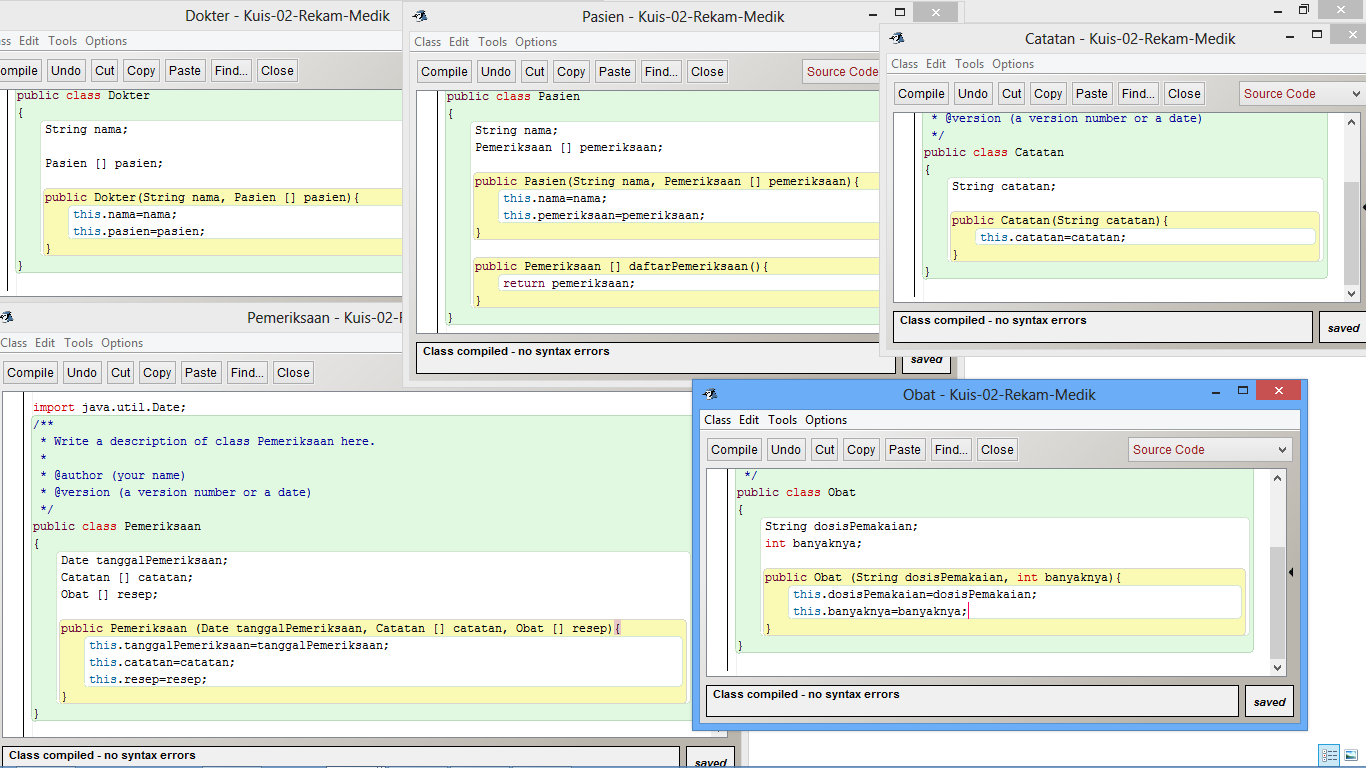 Dokter - Kuis-02-Rekam-Medik
Edit Tools Options
Undo Cut Copy Paste Find... Close
public class Dokter
{
String nama;
Pasien [] pasien;
public Dokter(String nama, Pasien [] pasien){
this.nama=nama;
this.pasien=pasien;
}
}
Pasien - Kuis-02-Rekam-Medik
Class Edit Tools Options
Compile Undo Cut Copy Paste Find... Close Source Code
public class Pasien
{
String nama;
Pemeriksaan [] pemeriksaan;
public Pasien(String nama, Pemeriksaan [] pemeriksaan){
this.nama=nama;
this.pemeriksaan=pemeriksaan;
}
public Pemeriksaan [] daftarPemeriksaan(){
return pemeriksaan;
}
}
Class compiled - no syntax errors
saved
Catatan - Kuis-02-Rekam-Medik
Class Edit Tools Options
Compile Undo Cut Copy Paste Find... Close Source Code
* @version (a version number or a date)
*/
public class Catatan
{
String catatan;
public Catatan(String catatan){
this.catatan=catatan;
}
}
Class compiled - no syntax errors
saved
Pemeriksaan - Kuis-02-
Class Edit Tools Options
Compile Undo Cut Copy Paste Find... Close
import java.util.Date;
/**
* Write a description of class Pemeriksaan here.
*
* @author (your name)
* @version (a version number or a date)
*/
public class Pemeriksaan
{
Date tanggalPemeriksaan;
Catatan [] catatan;
Obat [] resep;
public Pemeriksaan (Date tanggalPemeriksaan, Catatan [] catatan, Obat [] resep){
this.tanggalPemeriksaan=tanggalPemeriksaan;
this.catatan=catatan;
this.resep=resep;
}
}
Class compiled - no syntax errors
saved
Obat - Kuis-02-Rekam-Medik
Class Edit Tools Options
Compile Undo Cut Copy Paste Find... Close Source Code
*/
public class Obat
{
String dosisPemakaian;
int banyaknya;
public Obat (String dosisPemakaian, int banyaknya){
this.dosisPemakaian=dosisPemakaian;
this.banyaknya=banyaknya;
}
}
Class compiled - no syntax errors
saved